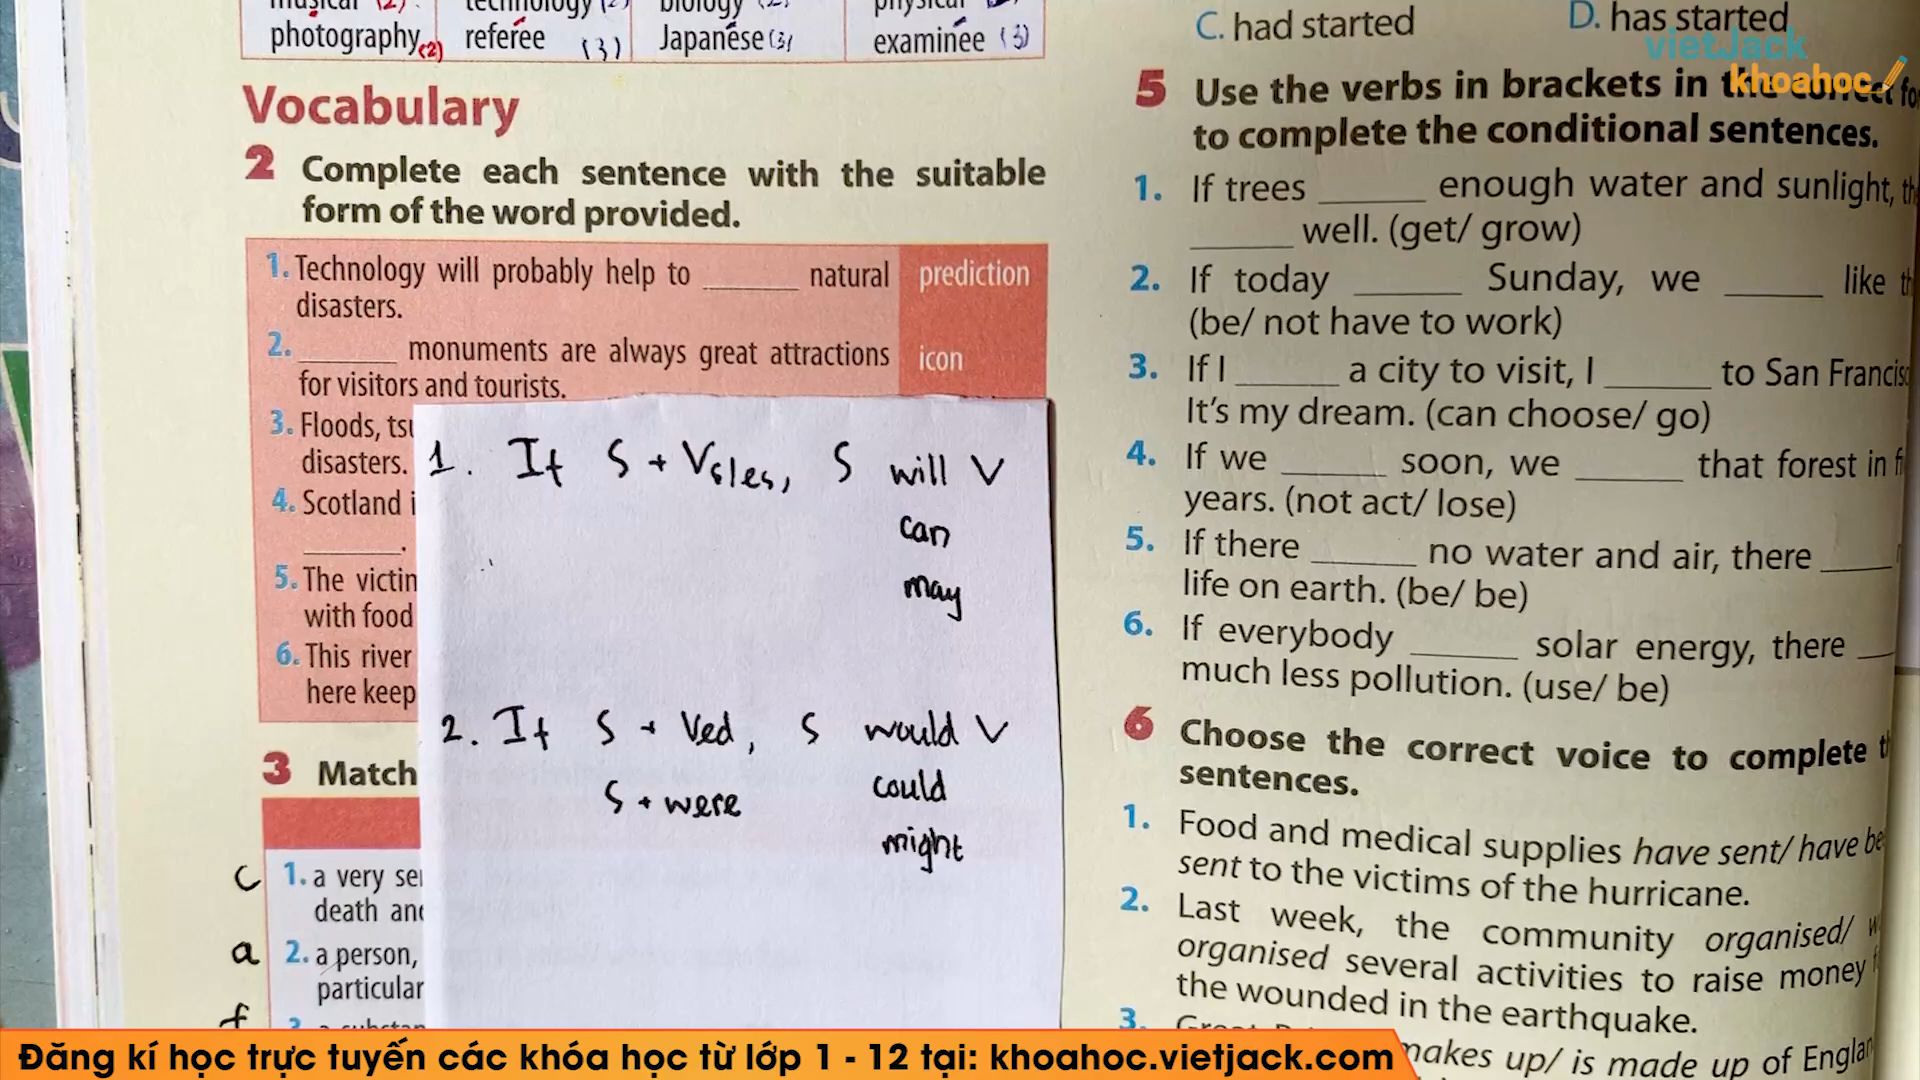 photography (2) referee (3) Japanese (3) examinee (3)
Vocabulary
2 Complete each sentence with the suitable
form of the word provided.
1. Technology will probably help to ______ natural
disasters.
prediction
2. ______ monuments are always great attractions
for visitors and tourists.
icon
3. Floods,
disasters.
4. Scotland
______.
5. The
with food
6. This river
here keep
3 Match
c 1. a very
death
a 2. a person,
particular
f
1. If S + Vs/es, S will V
can
may
2. If S + Ved, S would V
S + were could
might
C. had started D. has started
5 Use the verbs in brackets in the correct
to complete the conditional sentences.
1. If trees ______ enough water and sunlight,
______ well. (get/ grow)
2. If today ______ Sunday, we ______ like
(be/ not have to work)
3. If I ______ a city to visit, I ______ to San
It's my dream. (can choose/ go)
4. If we ______ soon, we ______ that forest in
years. (not act/ lose)
5. If there ______ no water and air, there ____
life on earth. (be/ be)
6. If everybody ______ solar energy, there __
much less pollution. (use/ be)
6 Choose the correct voice to complete
sentences.
1. Food and medical supplies have sent/ have
sent to the victims of the hurricane.
2. Last week, the community organised/
organised several activities to raise money
the wounded in the earthquake.
3.
makes up/ is made up of
vietJack
khoahoc
Đăng kí học trực tuyến các khóa học từ lớp 1 - 12 tại: khoahoc.vietjack.com